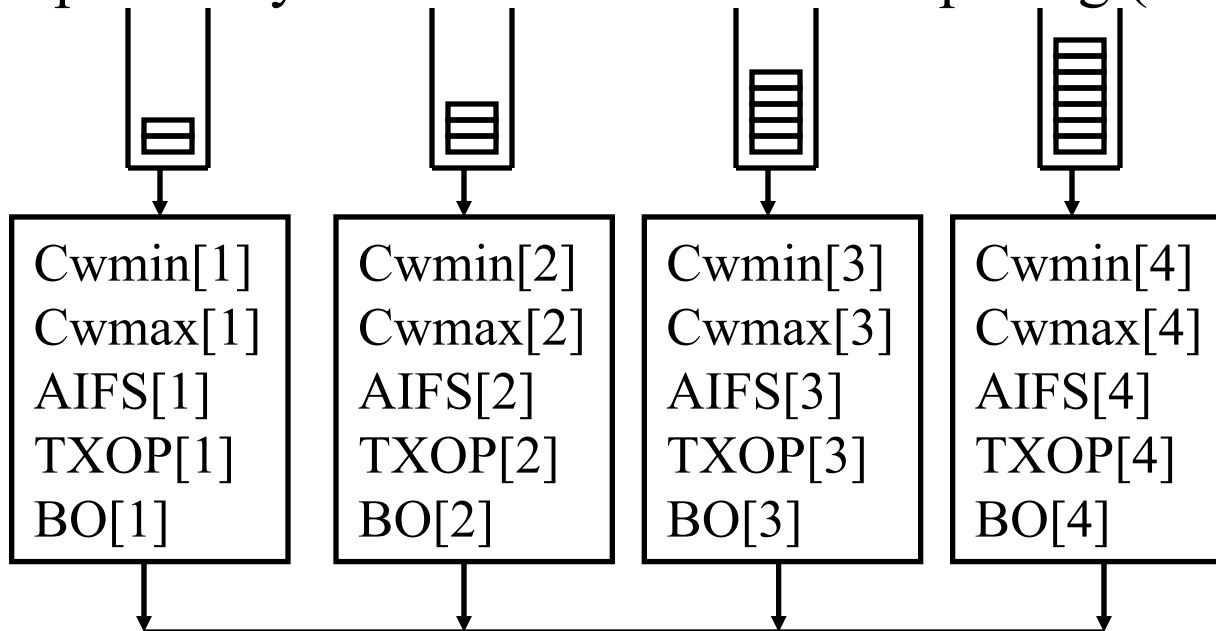 Cwmin[1]
Cwmax[1]
AIFS[1]
TXOP[1]
BO[1]
Cwmin[2]
Cwmax[2]
AIFS[2]
TXOP[2]
BO[2]
Cwmin[3]
Cwmax[3]
AIFS[3]
TXOP[3]
BO[3]
Cwmin[4]
Cwmax[4]
AIFS[4]
TXOP[4]
BO[4]